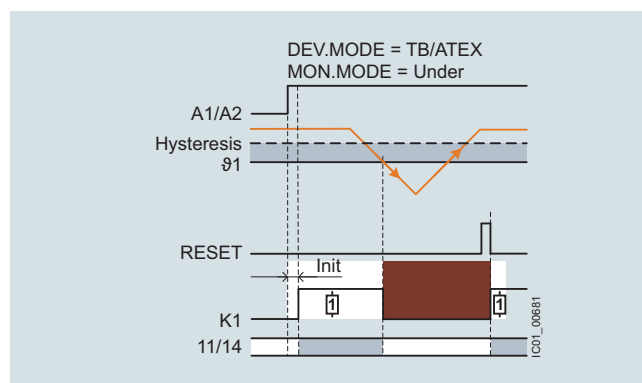 DEV.MODE = TB/ATEX
MON.MODE = Under
A1/A2
Hysteresis
ϑ1
RESET
Init
1
1
K1
11/14
IC01_00681